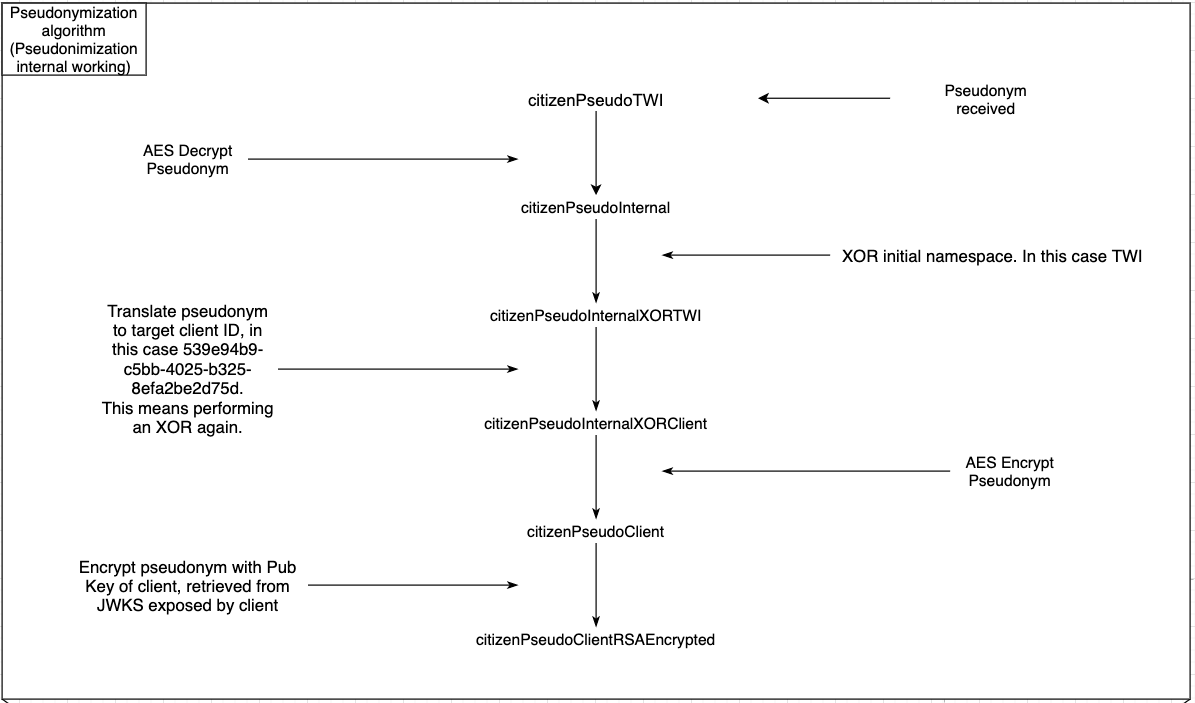 Pseudonymization
algorithm
(Pseudonimization
internal working)
citizenPseudoTWI
Pseudonym
received
AES Decrypt
Pseudonym
citizenPseudoInternal
XOR initial namespace. In this case TWI
citizenPseudoInternalXORTWI
Translate pseudonym
to target client ID, in
this case 539e94b9-
c5bb-4025-b325-
8efa2be2d75d.
This means performing
an XOR again.
citizenPseudoInternalXORClient
AES Encrypt
Pseudonym
citizenPseudoClient
Encrypt pseudonym with Pub
Key of client, retrieved from
JWKS exposed by client
citizenPseudoClientRSAEncrypted